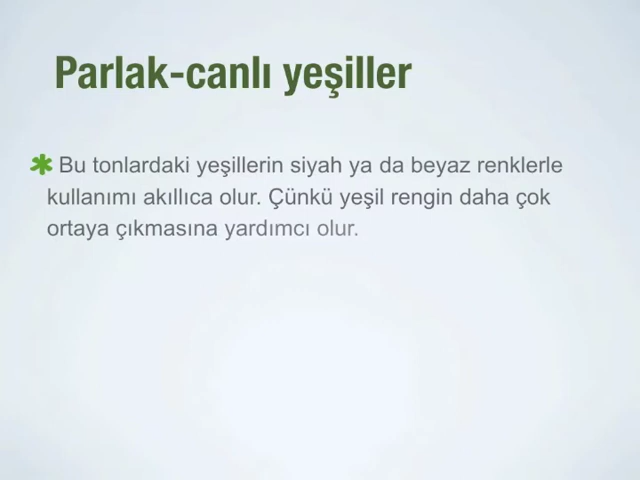 Parlak-canlı yeşiller
Bu tonlardaki yeşillerin siyah ya da beyaz renklerle
kullanımı akıllıca olur. Çünkü yeşil rengin daha çok
ortaya çıkmasına yardımcı olur.